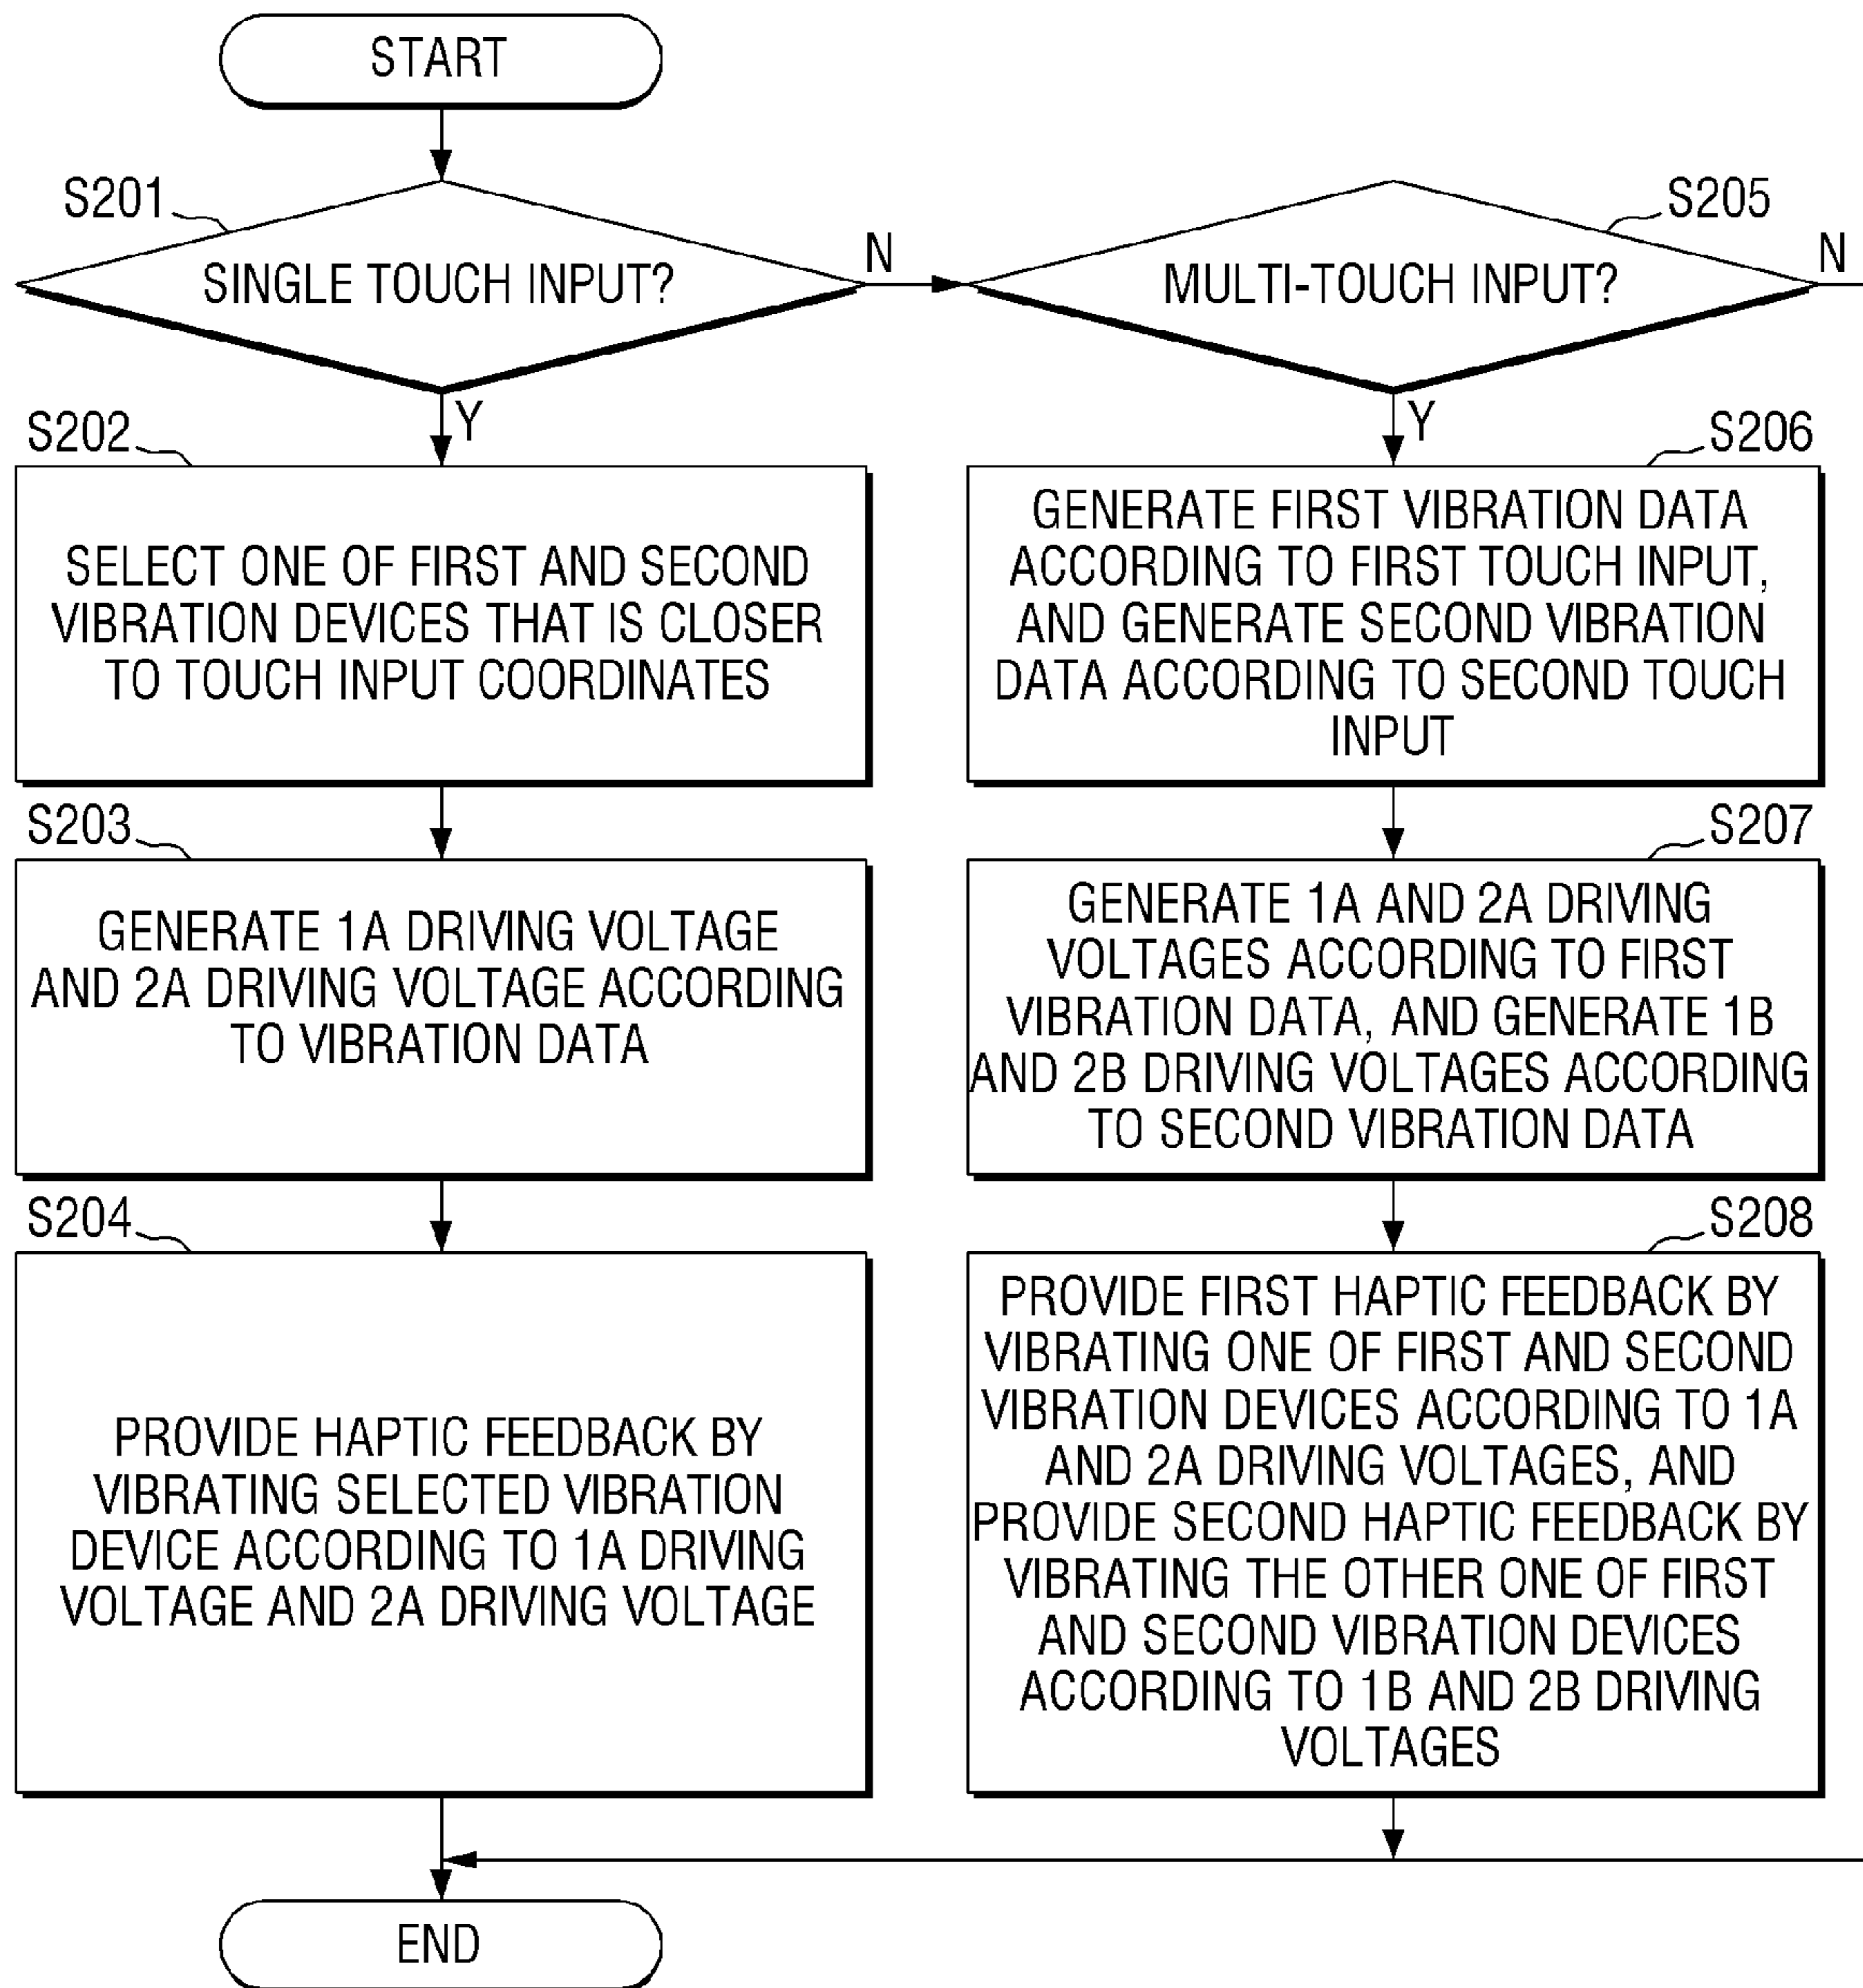 START
S201
SINGLE TOUCH INPUT?
N
Y
S202
SELECT ONE OF FIRST AND SECOND
VIBRATION DEVICES THAT IS CLOSER
TO TOUCH INPUT COORDINATES
S203
GENERATE 1A DRIVING VOLTAGE
AND 2A DRIVING VOLTAGE ACCORDING
TO VIBRATION DATA
S204
PROVIDE HAPTIC FEEDBACK BY
VIBRATING SELECTED VIBRATION
DEVICE ACCORDING TO 1A DRIVING
VOLTAGE AND 2A DRIVING VOLTAGE
S205
MULTI-TOUCH INPUT?
N
Y
S206
GENERATE FIRST VIBRATION DATA
ACCORDING TO FIRST TOUCH INPUT,
AND GENERATE SECOND VIBRATION
DATA ACCORDING TO SECOND TOUCH
INPUT
S207
GENERATE 1A AND 2A DRIVING
VOLTAGES ACCORDING TO FIRST
VIBRATION DATA, AND GENERATE 1B
AND 2B DRIVING VOLTAGES ACCORDING
TO SECOND VIBRATION DATA
S208
PROVIDE FIRST HAPTIC FEEDBACK BY
VIBRATING ONE OF FIRST AND SECOND
VIBRATION DEVICES ACCORDING TO 1A
AND 2A DRIVING VOLTAGES, AND
PROVIDE SECOND HAPTIC FEEDBACK BY
VIBRATING THE OTHER ONE OF FIRST
AND SECOND VIBRATION DEVICES
ACCORDING TO 1B AND 2B DRIVING
VOLTAGES
END